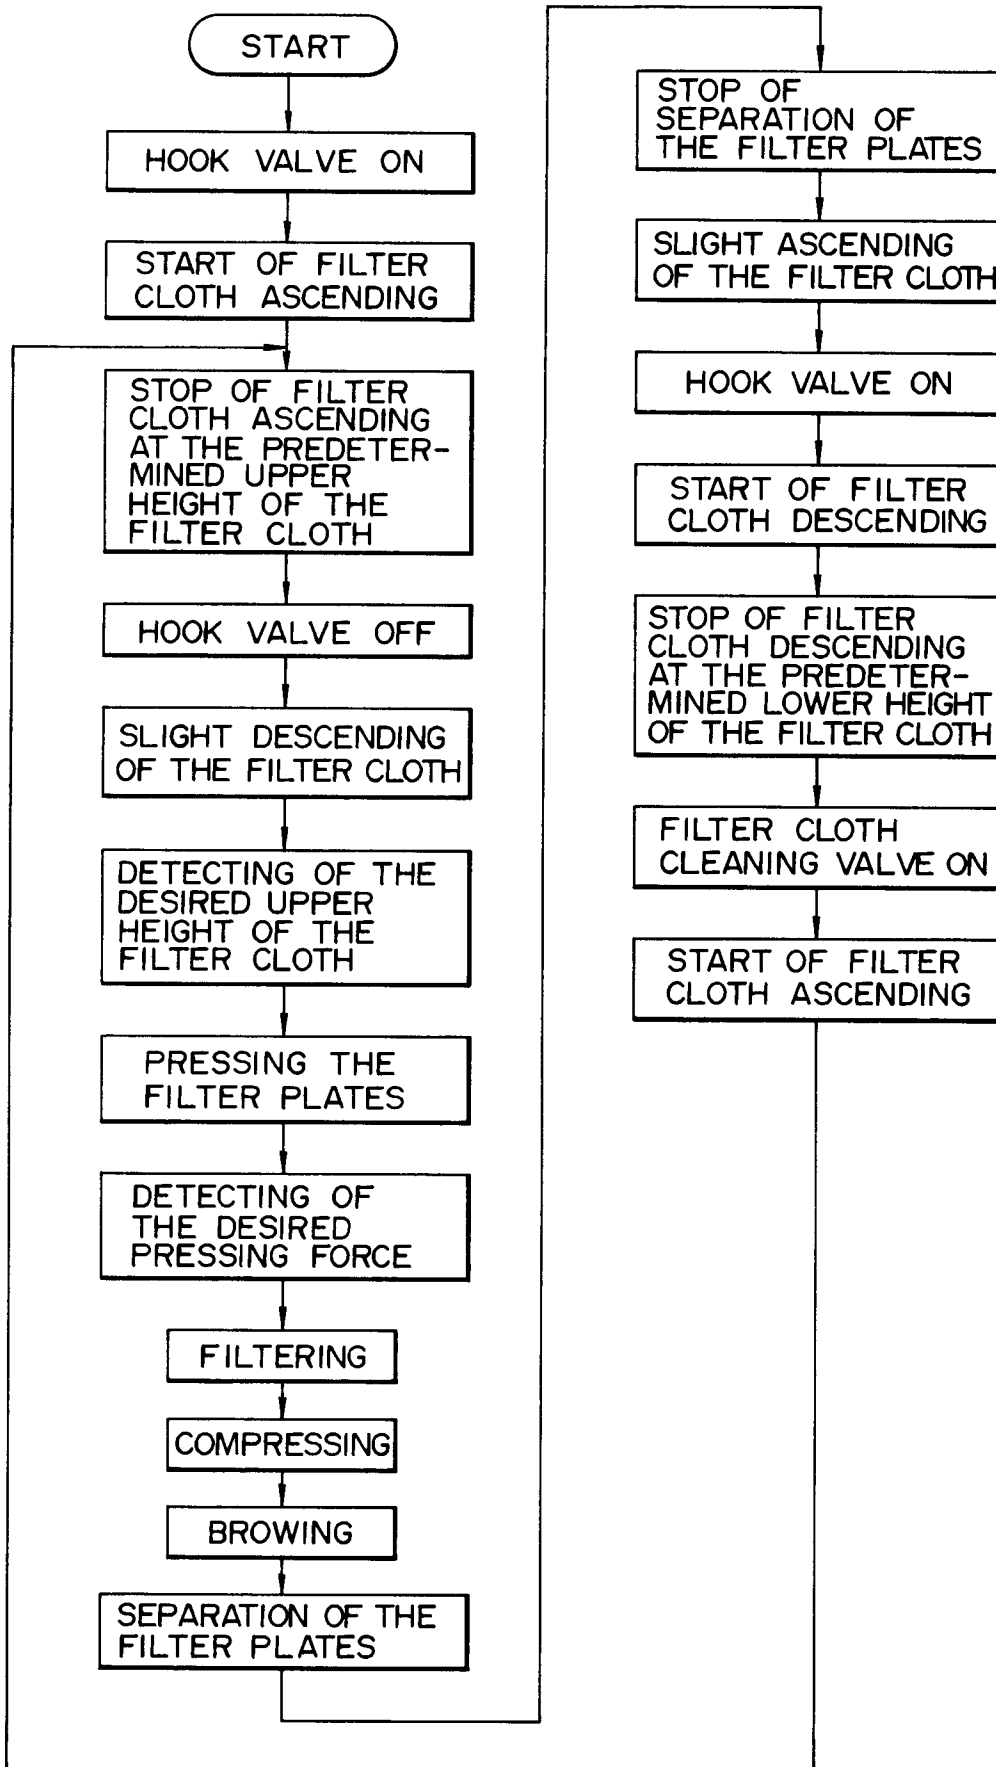 START
HOOK VALVE ON
START OF FILTER
CLOTH ASCENDING
STOP OF FILTER
CLOTH ASCENDING
AT THE PREDETER-
MINED UPPER
HEIGHT OF THE
FILTER CLOTH
HOOK VALVE OFF
SLIGHT DESCENDING
OF THE FILTER CLOTH
DETECTING OF THE
DESIRED UPPER
HEIGHT OF THE
FILTER CLOTH
PRESSING THE
FILTER PLATES
DETECTING OF
THE DESIRED
PRESSING FORCE
FILTERING
COMPRESSING
BROWING
SEPARATION OF THE
FILTER PLATES
STOP OF
SEPARATION OF
THE FILTER PLATES
SLIGHT ASCENDING
OF THE FILTER CLOTH
HOOK VALVE ON
START OF FILTER
CLOTH DESCENDING
STOP OF FILTER
CLOTH DESCENDING
AT THE PREDETER-
MINED LOWER HEIGHT
OF THE FILTER CLOTH
FILTER CLOTH
CLEANING VALVE ON
START OF FILTER
CLOTH ASCENDING